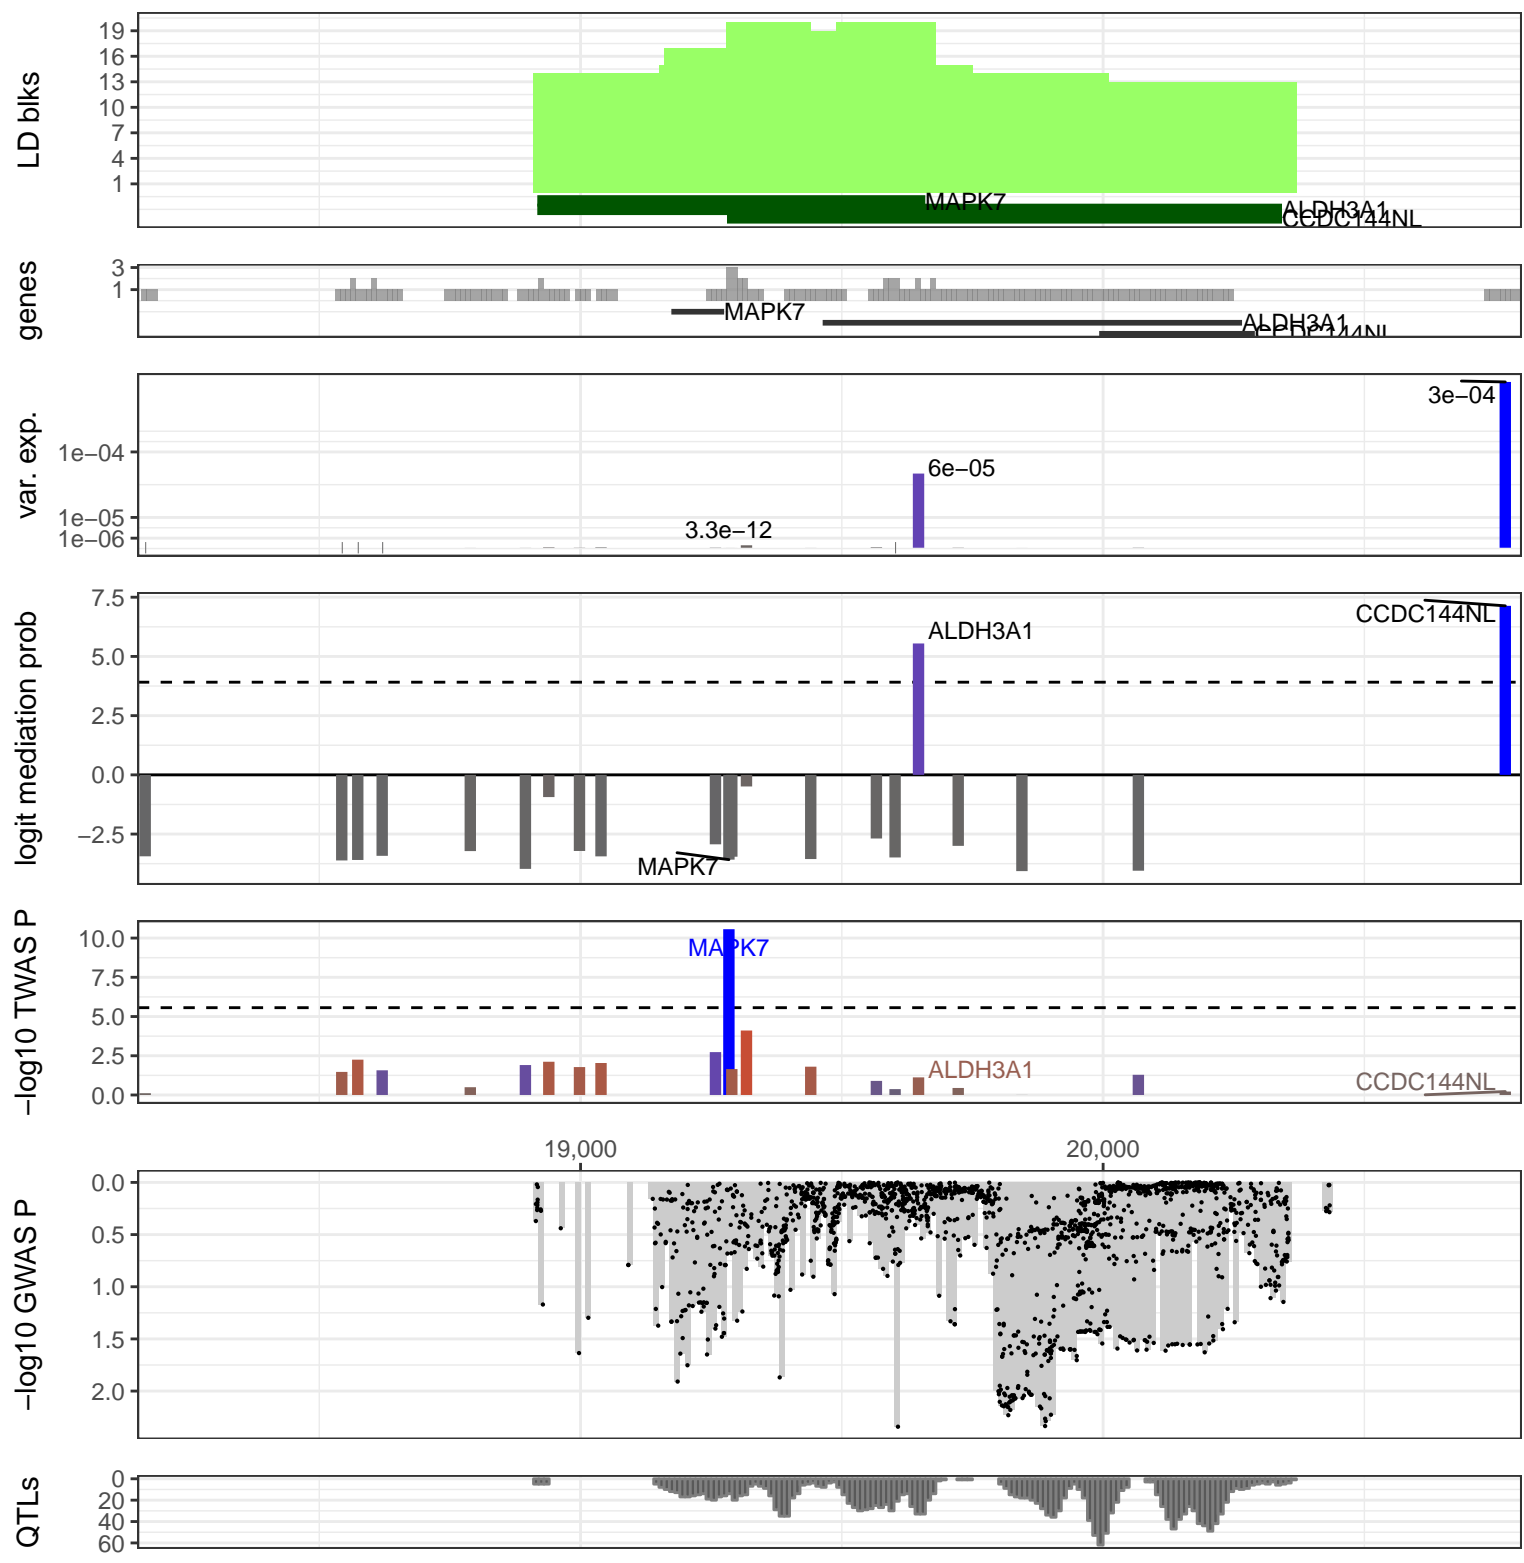 LD blks
19
16
13
10
7
4
1
MAPK7
ALDH3A1
CCDC144NL
genes
3
1
MAPK7
ALDH3A1
CCDC144NL
var. exp.
1e−04
1e−05
1e−06
3e−04
6e−05
3.3e−12
logit mediation prob
7.5
5.0
2.5
0.0
−2.5
CCDC144NL
ALDH3A1
MAPK7
−log10 TWAS P
10.0
7.5
5.0
2.5
0.0
MAPK7
ALDH3A1
CCDC144NL
19,000 20,000
−log10 GWAS P
0.0
0.5
1.0
1.5
2.0
QTLs
0
20
40
60